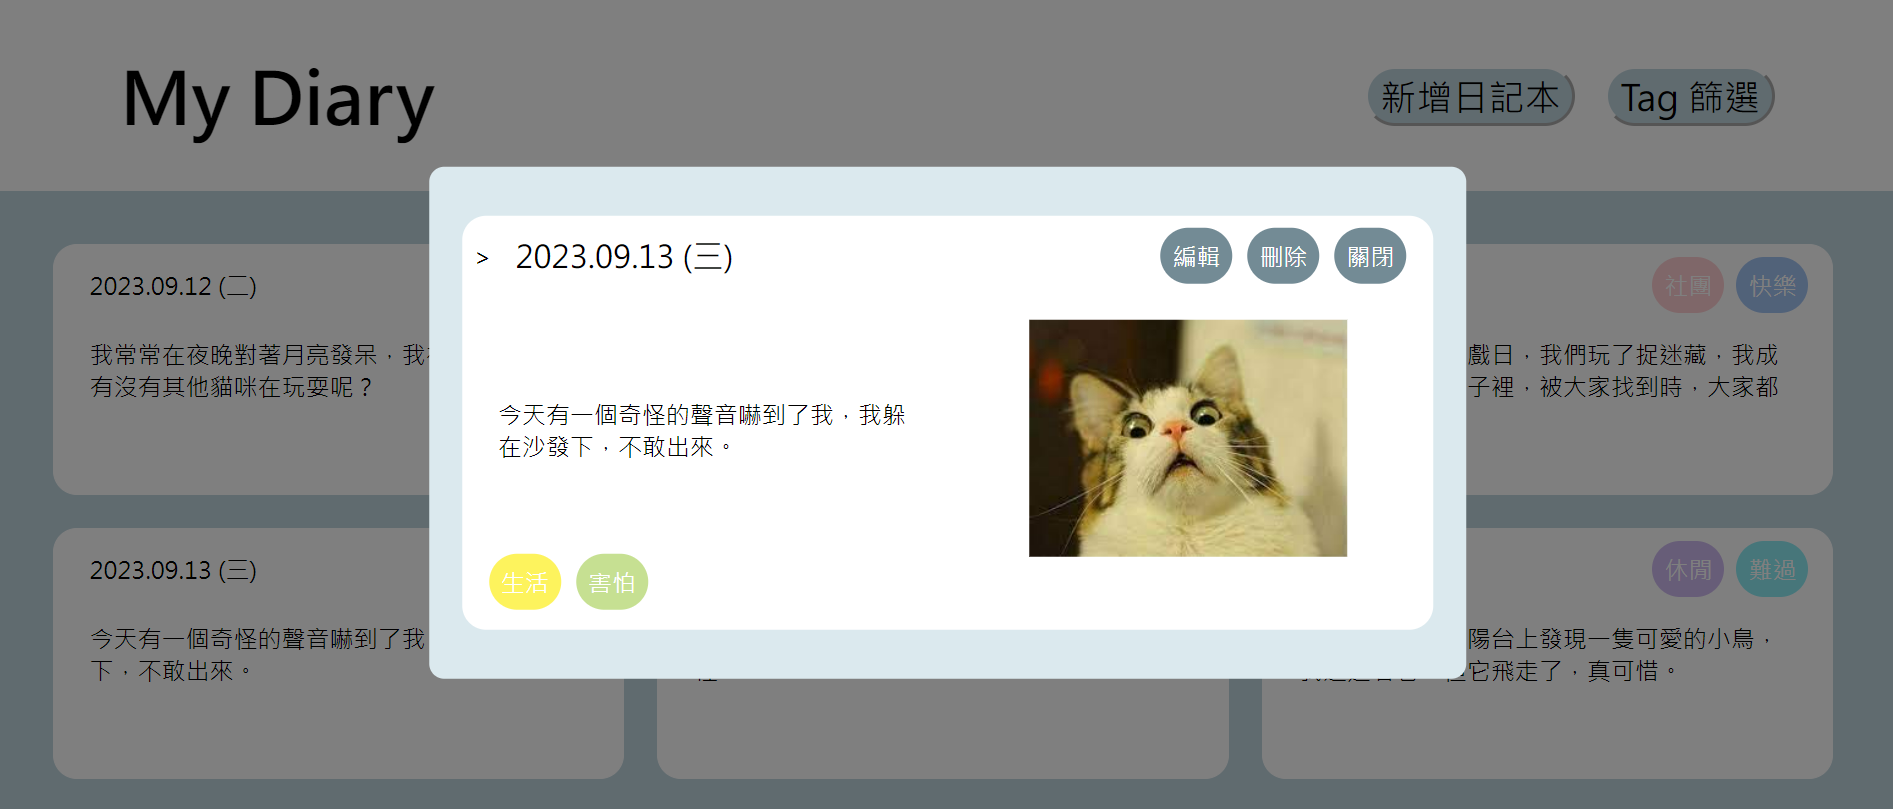 My Diary
新增日記本
Tag 篩選
2023.09.12 (二)
我常常在夜晚對著月亮發呆，我
有沒有其他貓咪在玩耍呢？
社團
快樂
戲日，我們玩了捉迷藏，我成
子裡，被大家找到時，大家都
2023.09.13 (三)
今天有一個奇怪的聲音嚇到了我
下，不敢出來。
休閒
難過
陽台上發現一隻可愛的小鳥，
它飛走了，真可惜。
>
2023.09.13 (三)
編輯
刪除
關閉
今天有一個奇怪的聲音嚇到了我，我躲
在沙發下，不敢出來。
生活
害怕